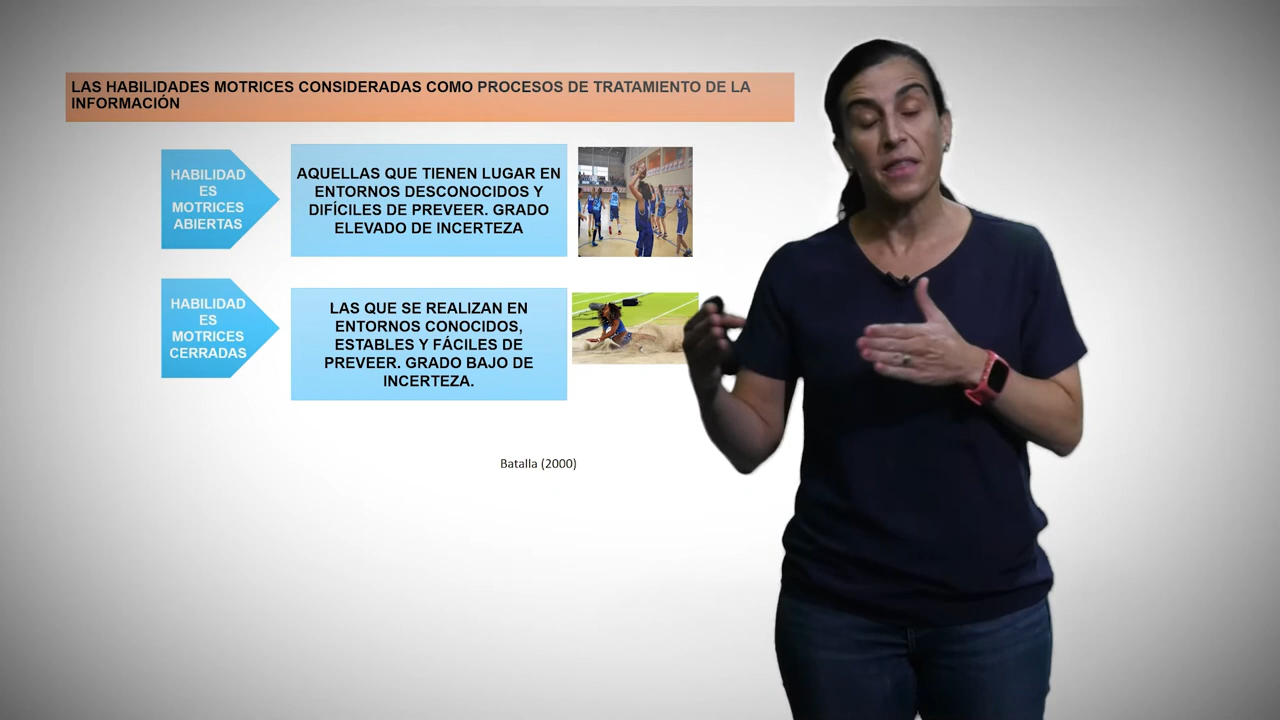 LAS HABILIDADES MOTRICES CONSIDERADAS COMO PROCESOS DE TRATAMIENTO DE LA
INFORMACIÓN
HABILIDAD
ES
MOTRICES
ABIERTAS
AQUELLAS QUE TIENEN LUGAR EN
ENTORNOS DESCONOCIDOS Y
DIFÍCILES DE PREVEER. GRADO
ELEVADO DE INCERTEZA
HABILIDAD
ES
MOTRICES
CERRADAS
LAS QUE SE REALIZAN EN
ENTORNOS CONOCIDOS,
ESTABLES Y FÁCILES DE
PREVEER. GRADO BAJO DE
INCERTEZA.
Batalla (2000)